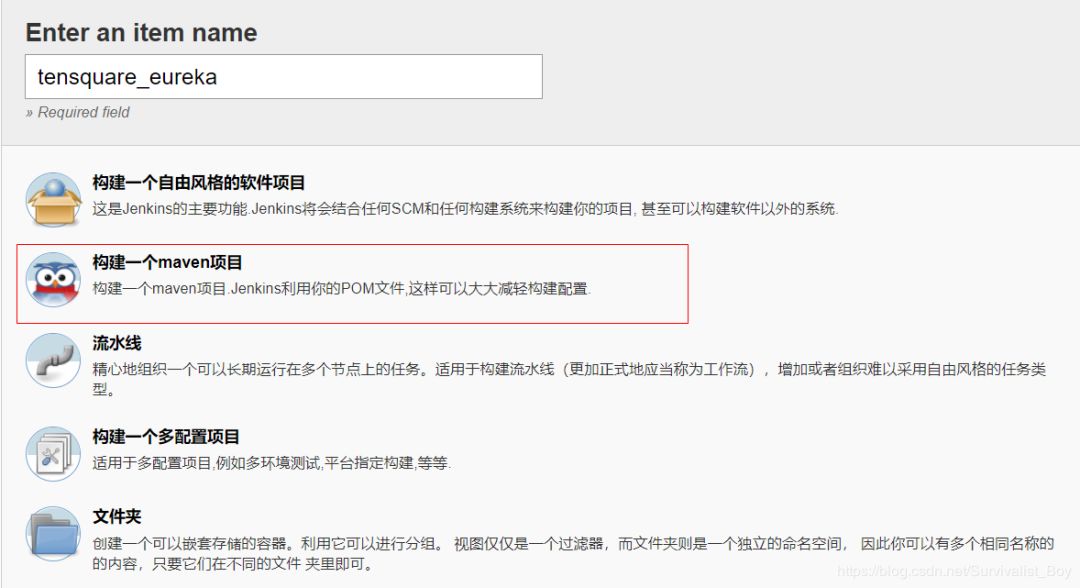 Enter an item name
tensquare_eureka
» Required field
构建一个自由风格的软件项目
这是Jenkins的主要功能.Jenkins将会结合任何SCM和任何构建系统来构建你的项目, 甚至可以构建软件以外的系统.
构建一个maven项目
构建一个maven项目.Jenkins利用你的POM文件,这样可以大大减轻构建配置.
流水线
精心地组织一个可以长期运行在多个节点上的任务。适用于构建流水线（更加正式地应当称为工作流），增加或者组织难以采用自由风格的任务类
型。
构建一个多配置项目
适用于多配置项目,例如多环境测试,平台指定构建,等等.
文件夹
创建一个可以嵌套存储的容器。利用它可以进行分组。 视图仅仅是一个过滤器，而文件夹则是一个独立的命名空间， 因此你可以有多个相同名称的
的内容，只要它们在不同的文件 夹里即可。
https://blog.csdn.net/Survivalist_Boy